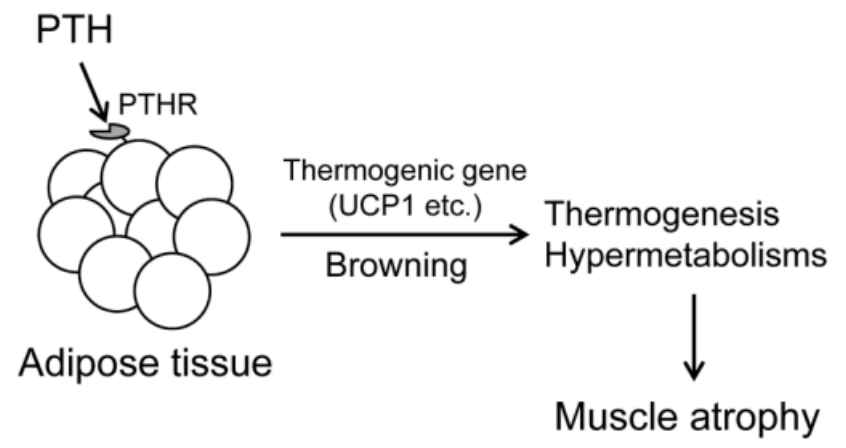 PTH
PTHR
Thermogenic gene
(UCP1 etc.)
Browning
Thermogenesis
Hypermetabolisms
Adipose tissue
Muscle atrophy